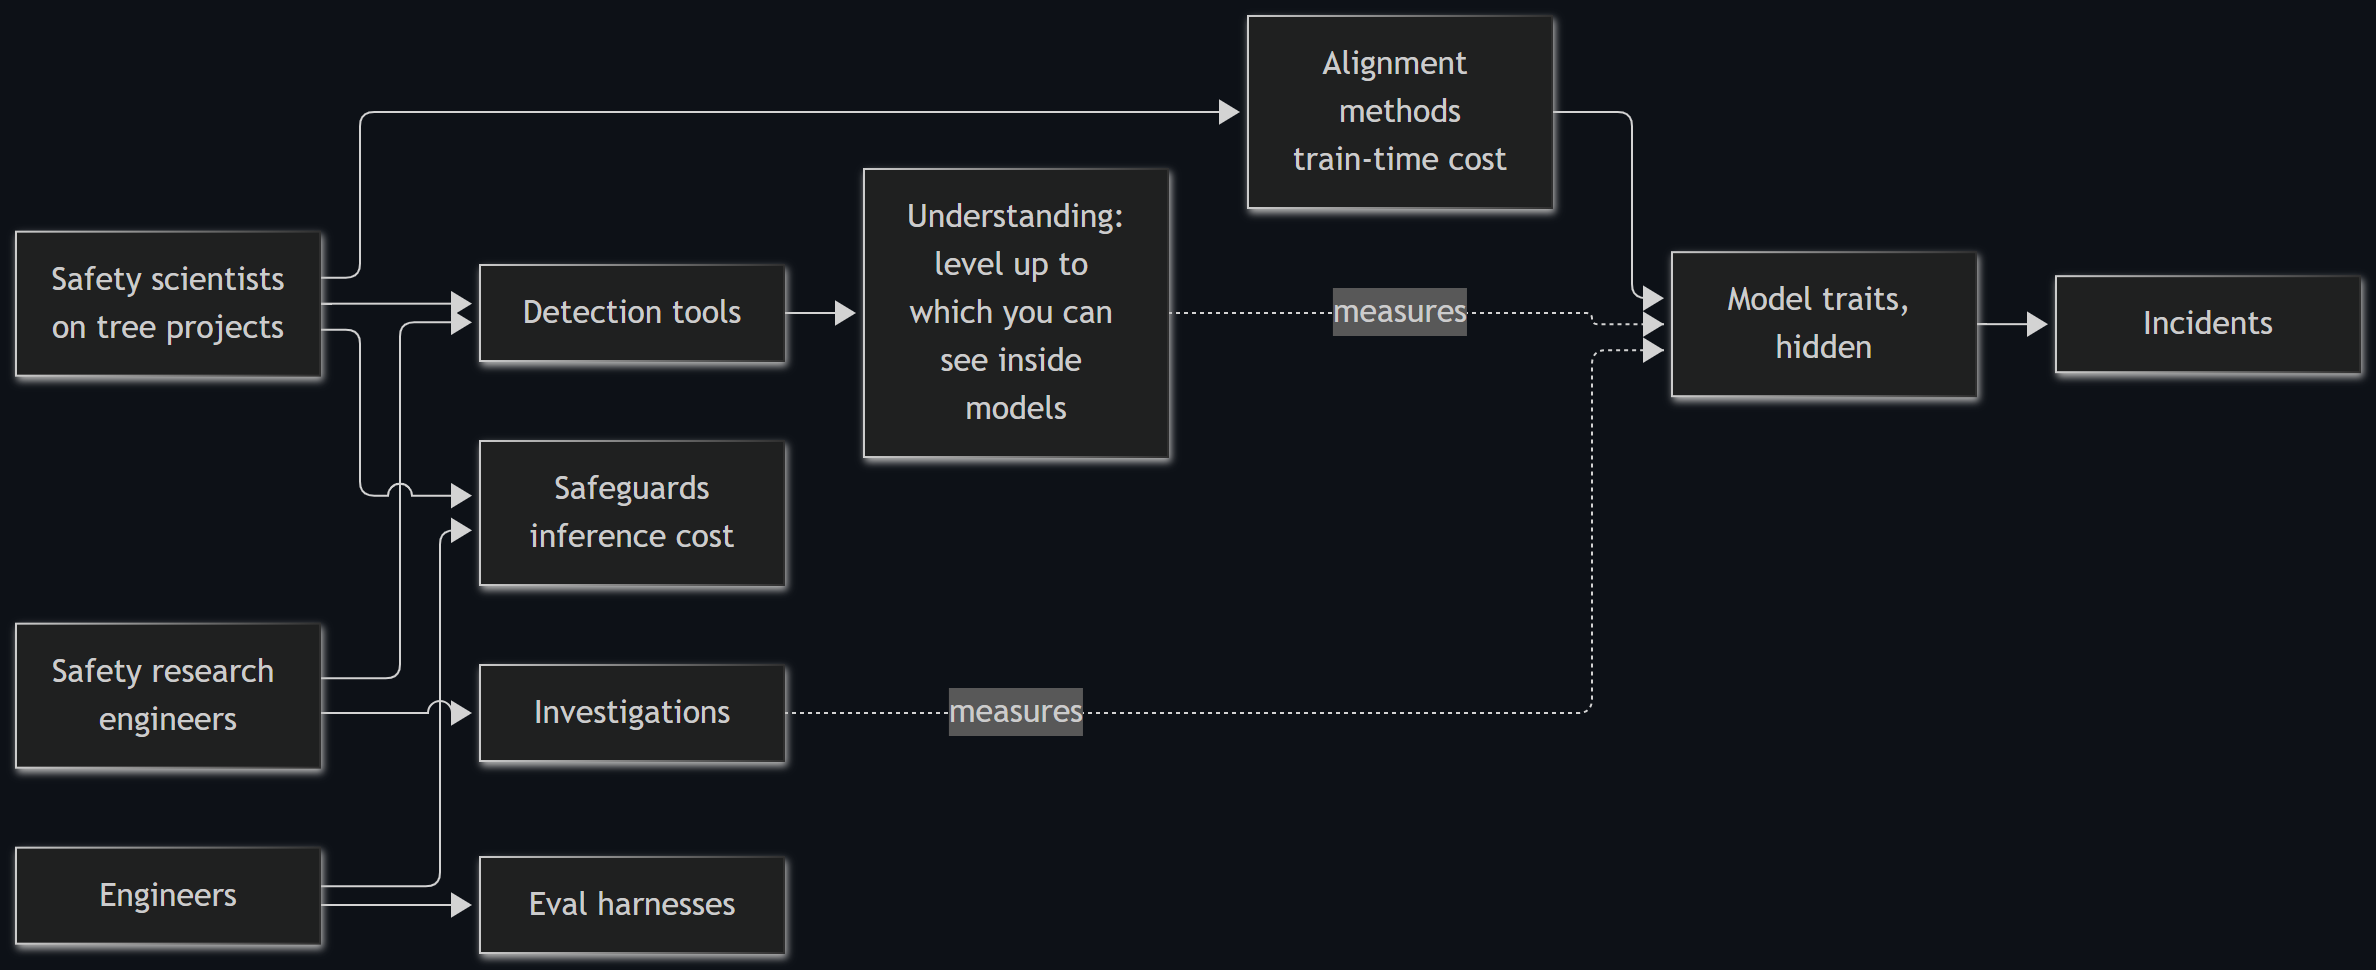 Alignment
methods
train-time cost
Understanding:
level up to
which you can
see inside
models
Safety scientists
on tree projects
Detection tools
measures
Model traits,
hidden
Incidents
Safeguards
inference cost
Safety research
engineers
Investigations
measures
Engineers
Eval harnesses